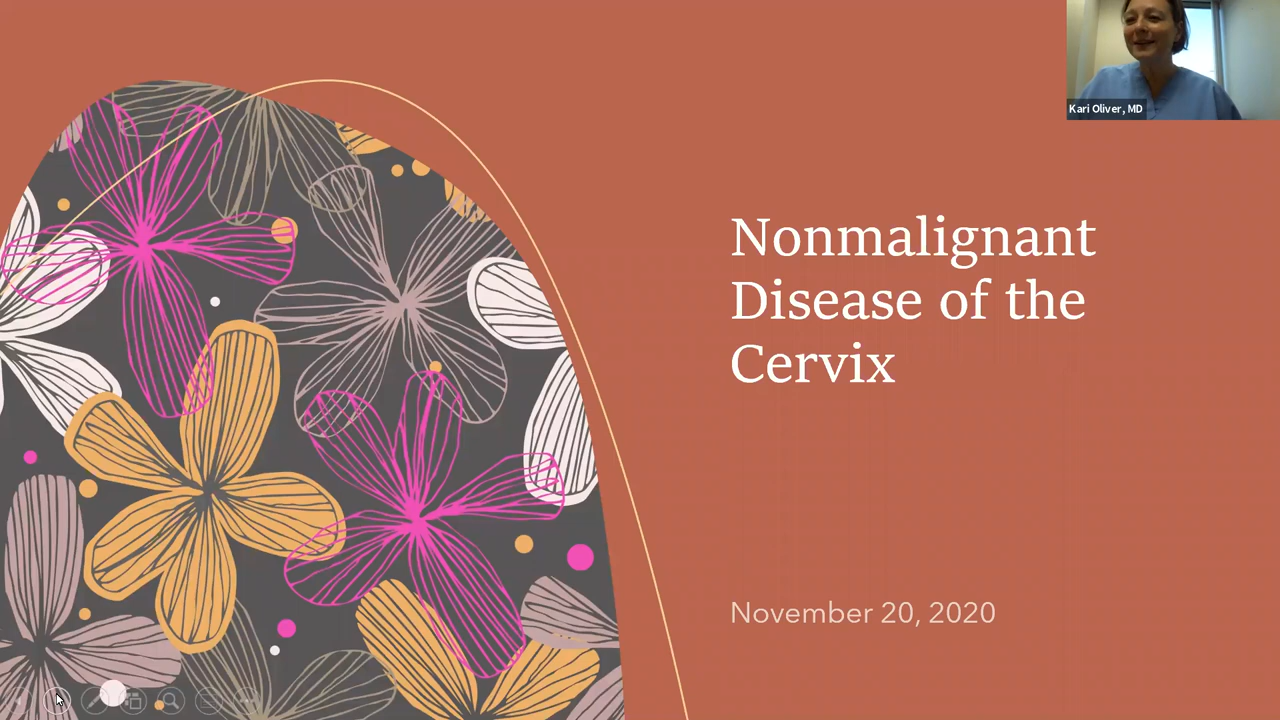 Kari Oliver, MD
Nonmalignant
Disease of the
Cervix
November 20, 2020